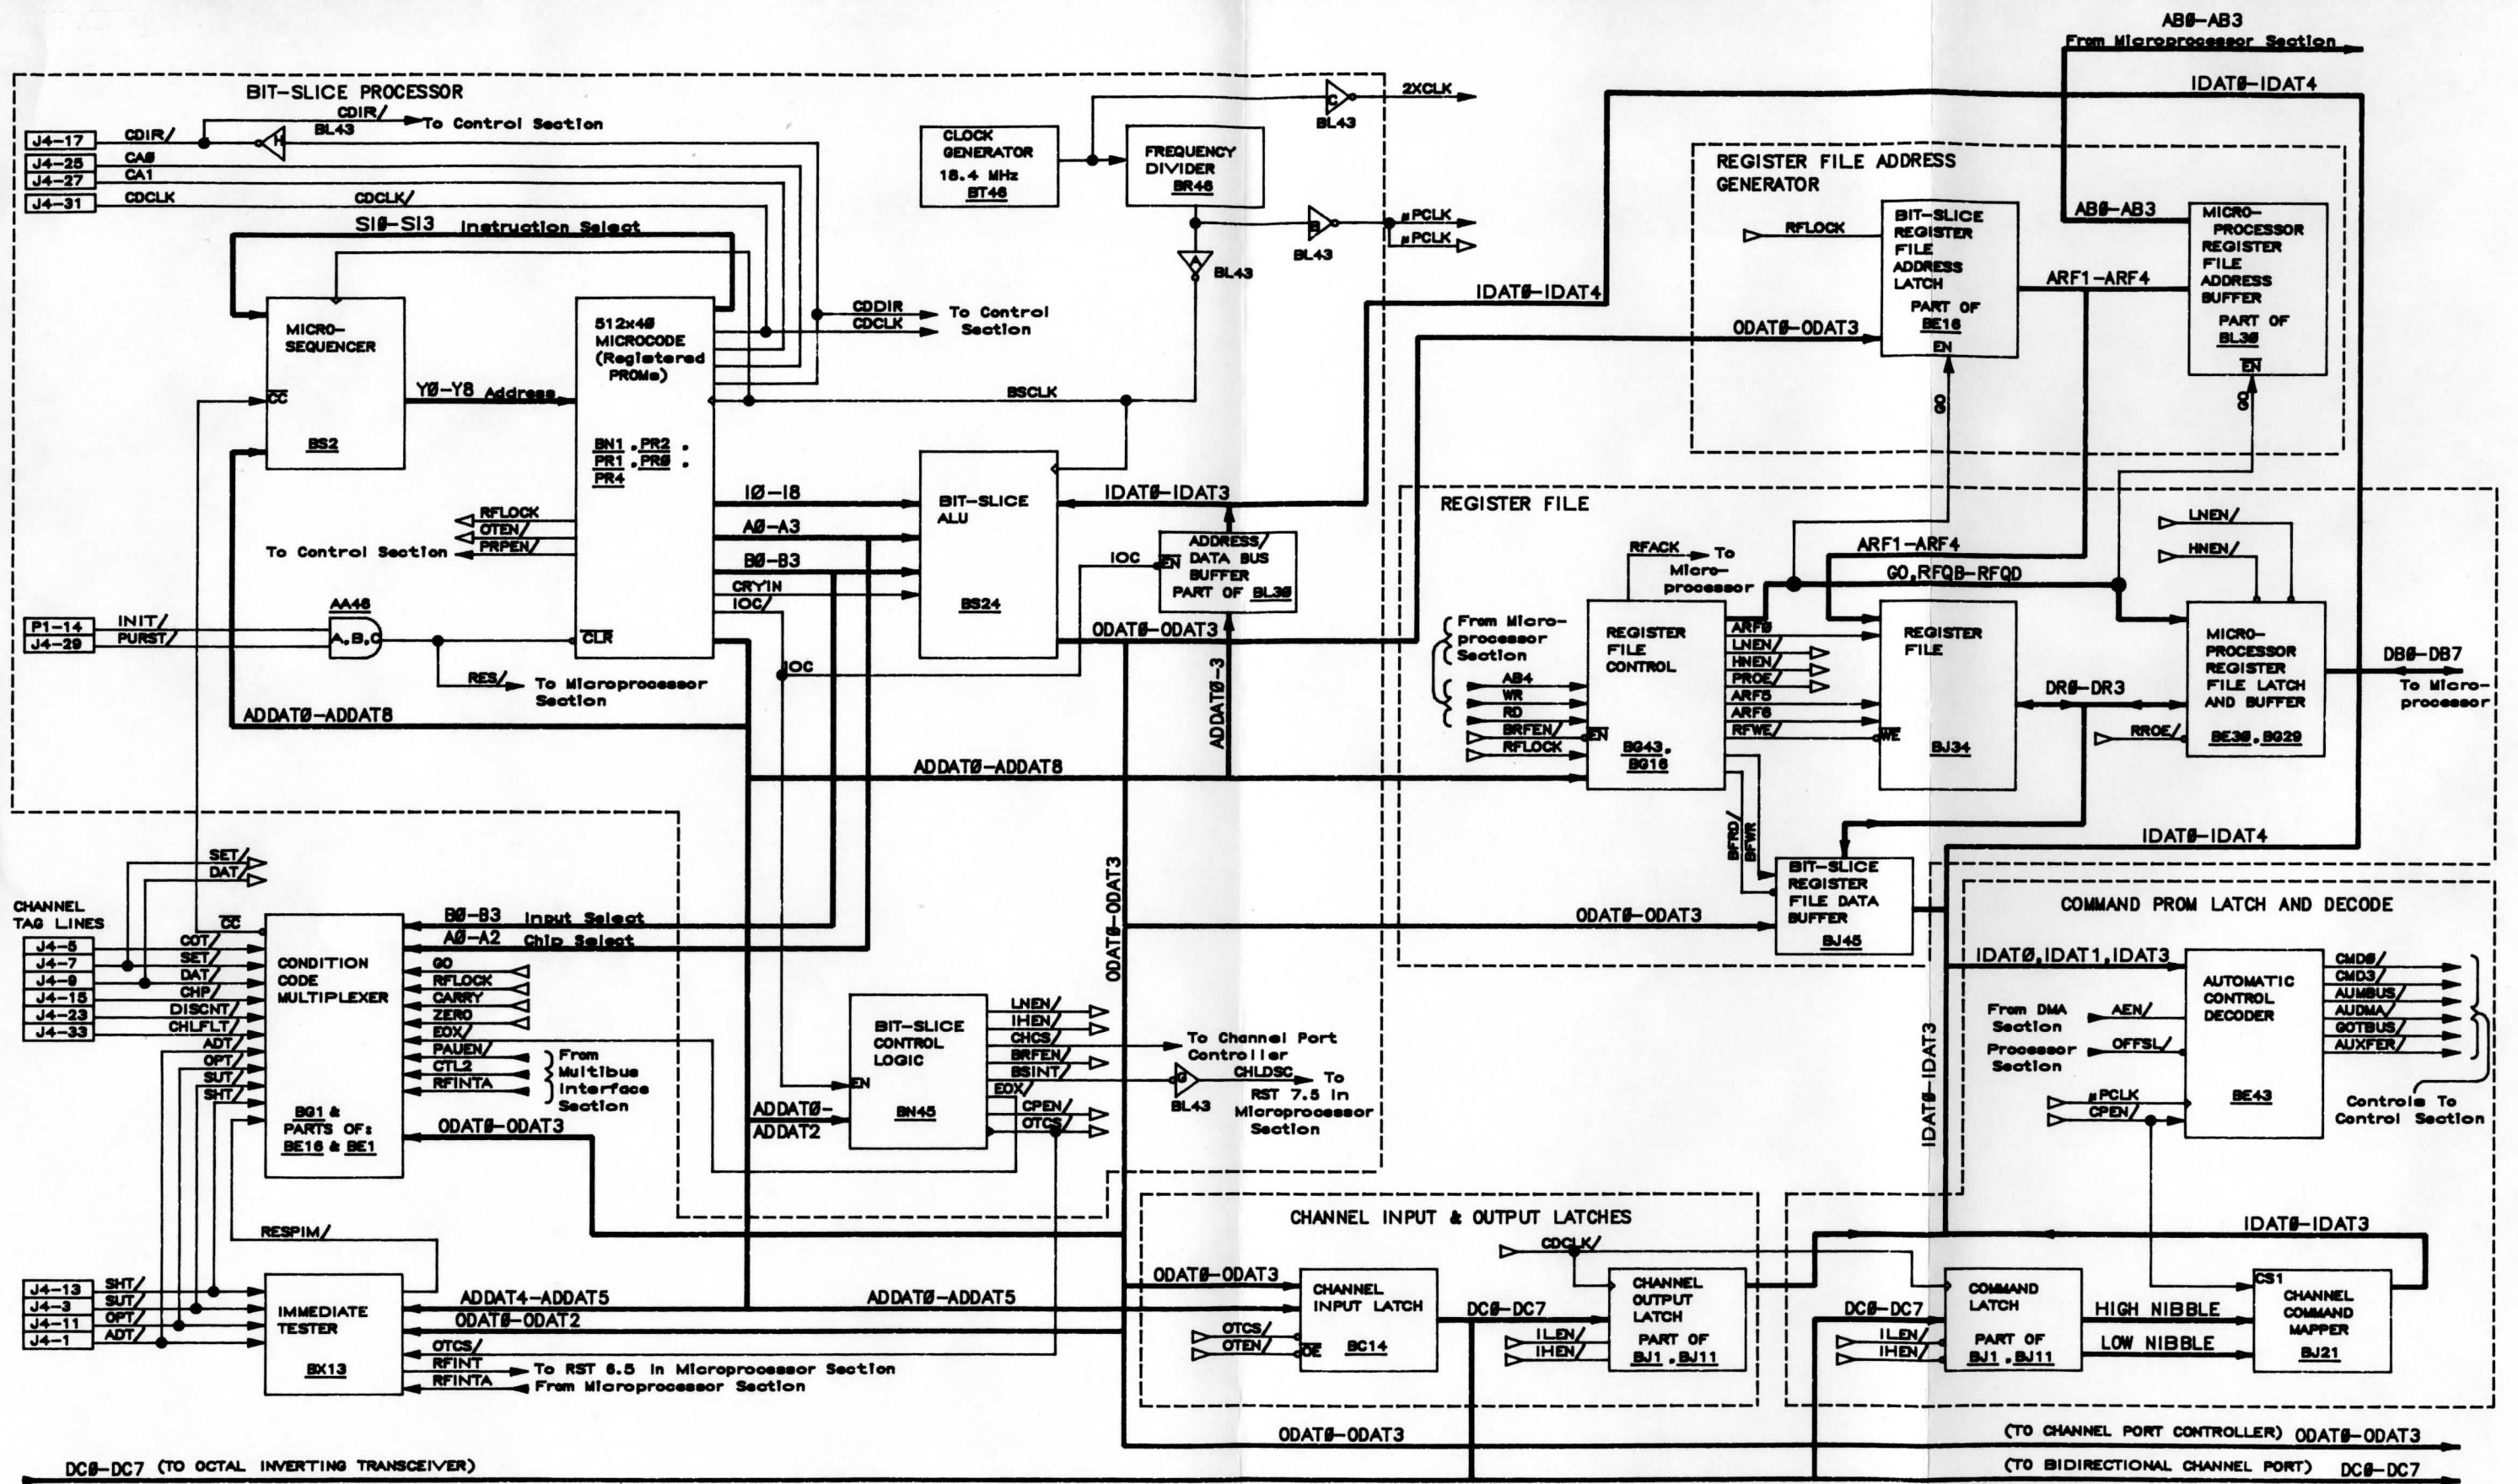 AB0-AB3
From Microprocessor Section
IDAT0-IDAT4
BIT-SLICE PROCESSOR
CDIR/
To Control Section
BL43
J4-17
CDIR/
H
J4-25
CA0
J4-27
CA1
J4-31
CDCLK
CDCLK/
SI0-SI3 Instruction Select
CLOCK
GENERATOR
18.4 MHz
BT46
FREQUENCY
DIVIDER
BR46
C
BL43
2XCLK
B
BL43
µPCLK
µPCLK
A
BL43
REGISTER FILE ADDRESS
GENERATOR
RFLOCK
BIT-SLICE
REGISTER
FILE
ADDRESS
LATCH
PART OF
BE16
EN
AB0-AB3
ARF1-ARF4
MICRO-
PROCESSOR
REGISTER
FILE
ADDRESS
BUFFER
PART OF
BL30
EN
GO
GO
IDAT0-IDAT4
ODAT0-ODAT3
MICRO-
SEQUENCER
CC
BS2
Y0-Y8 Address
512x40
MICROCODE
(Registered
PROMs)
BN1, PR2,
PR1, PR0,
PR4
CLR
CDDIR
CDCLK
To Control
Section
BSCLK
RFLOCK
OTEN/
PRPEN/
To Control Section
I0-I8
A0-A3
B0-B3
CRYIN
IOC/
BIT-SLICE
ALU
BS24
IDAT0-IDAT3
IOC
ADDRESS/
DATA BUS
BUFFER
PART OF BL30
EN
ODAT0-ODAT3
ADDAT0-3
IOC
P1-14
INIT/
J4-29
PURST/
AA46
A,B,C
RES/
To Microprocessor
Section
ADDAT0-ADDAT8
ADDAT0-ADDAT8
REGISTER FILE
RFACK
To
Micro-
processor
From Micro-
processor
Section
AB4
WR
RD
BRFEN/
RFLOCK
REGISTER
FILE
CONTROL
EN
BG43,
BG16
ARF1-ARF4
GO,RFQB-RFQD
ARF0
LNEN/
HNEN/
PROE/
ARF5
ARF6
RFWE/
REGISTER
FILE
WE
BJ34
LNEN/
HNEN/
MICRO-
PROCESSOR
REGISTER
FILE LATCH
AND BUFFER
BE30, BG29
DR0-DR3
RROE/
DB0-DB7
To Micro-
processor
BFRD/
BFWR
BIT-SLICE
REGISTER
FILE DATA
BUFFER
BJ45
ODAT0-ODAT3
IDAT0-IDAT4
SET/
DAT/
CHANNEL
TAG LINES
J4-5
COT/
J4-7
SET/
J4-9
DAT/
J4-15
CHP/
J4-23
DISCNT/
J4-33
CHLFLT/
ADT/
OPT/
SUT/
SHT/
CC
CONDITION
CODE
MULTIPLEXER
BG1 &
PARTS OF:
BE16 & BE1
B0-B3 Input Select
A0-A2 Chip Select
GO
RFLOCK
CARRY
ZERO
EOX/
PAUEN/
CTL2
RFINTA
From
Multibus
Interface
Section
ODAT0-ODAT3
ADDAT0-
ADDAT2
BIT-SLICE
CONTROL
LOGIC
EN
BN45
LNEN/
IHEN/
CHCS/
BRFEN/
BSINT/
EOX/
CPEN/
OTCS/
To Channel Port
Controller
G
BL43
CHLDSC
To
RST 7.5 in
Microprocessor
Section
ODAT0-ODAT3
COMMAND PROM LATCH AND DECODE
IDAT0,IDAT1,IDAT3
From DMA
Section
AEN/
Processor
Section
OFFSL/
µPCLK
CPEN/
AUTOMATIC
CONTROL
DECODER
BE43
CMD0/
CMD3/
AUMBUS/
AUDMA/
GOTBUS/
AUXFER/
Controls To
Control Section
IDAT0-IDAT3
IDAT0-IDAT3
RESPIM/
J4-13
SHT/
J4-3
SUT/
J4-11
OPT/
J4-1
ADT/
IMMEDIATE
TESTER
BX13
ADDAT4-ADDAT5
ODAT0-ODAT2
OTCS/
RFINT
To RST 6.5 in Microprocessor Section
RFINTA
From Microprocessor Section
ADDAT0-ADDAT5
CHANNEL INPUT & OUTPUT LATCHES
CDCLK/
ODAT0-ODAT3
OTCS/
OTEN/
CHANNEL
INPUT LATCH
OE
BC14
DC0-DC7
ILEN/
IHEN/
CHANNEL
OUTPUT
LATCH
PART OF
BJ1, BJ11
DC0-DC7
ILEN/
IHEN/
COMMAND
LATCH
PART OF
BJ1, BJ11
HIGH NIBBLE
LOW NIBBLE
CS1
CHANNEL
COMMAND
MAPPER
BJ21
ODAT0-ODAT3
(TO CHANNEL PORT CONTROLLER) ODAT0-ODAT3
DC0-DC7 (TO OCTAL INVERTING TRANSCEIVER)
(TO BIDIRECTIONAL CHANNEL PORT) DC0-DC7